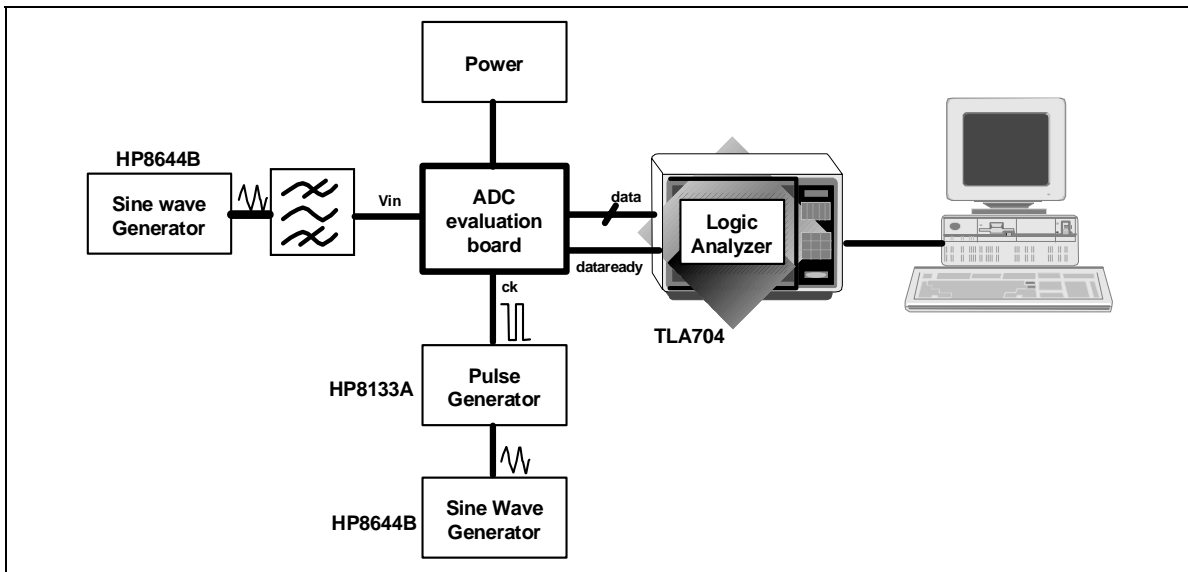 Power
HP8644B
Sine wave
Generator
Vin
ADC
evaluation
board
data
dataready
Logic
Analyzer
TLA704
ck
HP8133A
Pulse
Generator
HP8644B
Sine Wave
Generator